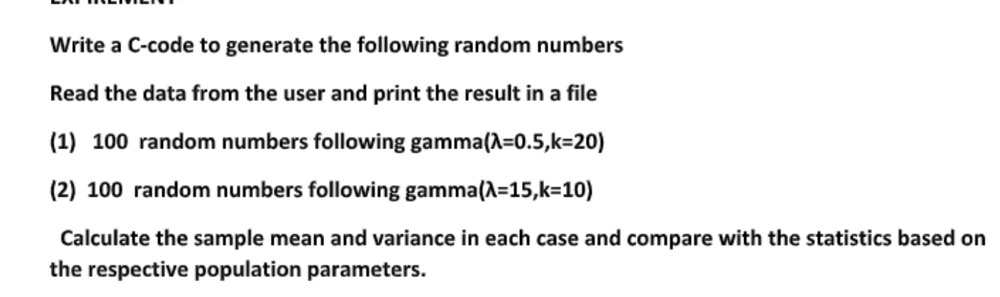 EXPIREMENT-
Write a C-code to generate the following random numbers
Read the data from the user and print the result in a file
(1) 100 random numbers following gamma(λ=0.5,k=20)
(2) 100 random numbers following gamma(λ=15,k=10)
Calculate the sample mean and variance in each case and compare with the statistics based on
the respective population parameters.